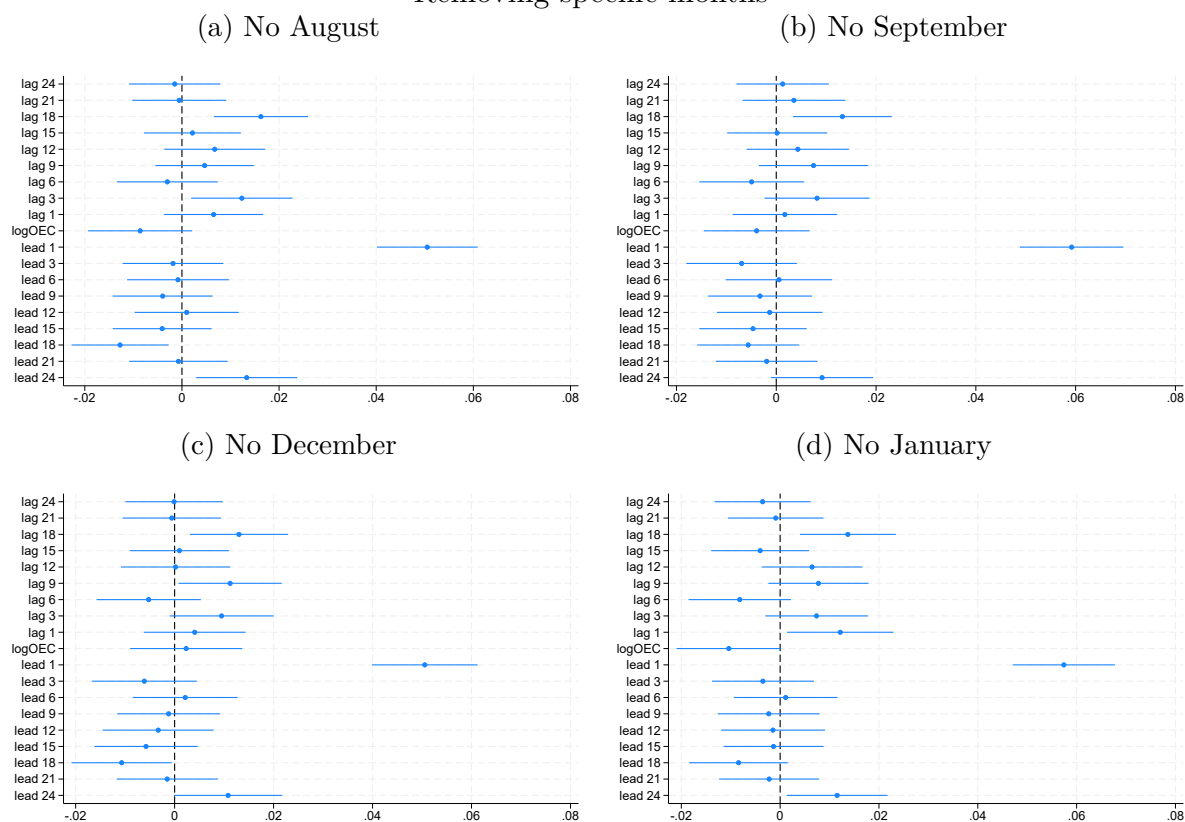 Removing specific months
(a) No August
(b) No September
lag 24
lag 21
lag 18
lag 15
lag 12
lag 9
lag 6
lag 3
lag 1
logOEC
lead 1
lead 3
lead 6
lead 9
lead 12
lead 15
lead 18
lead 21
lead 24
-.02 0 .02 .04 .06 .08
lag 24
lag 21
lag 18
lag 15
lag 12
lag 9
lag 6
lag 3
lag 1
logOEC
lead 1
lead 3
lead 6
lead 9
lead 12
lead 15
lead 18
lead 21
lead 24
-.02 0 .02 .04 .06 .08
(c) No December
(d) No January
lag 24
lag 21
lag 18
lag 15
lag 12
lag 9
lag 6
lag 3
lag 1
logOEC
lead 1
lead 3
lead 6
lead 9
lead 12
lead 15
lead 18
lead 21
lead 24
-.02 0 .02 .04 .06 .08
lag 24
lag 21
lag 18
lag 15
lag 12
lag 9
lag 6
lag 3
lag 1
logOEC
lead 1
lead 3
lead 6
lead 9
lead 12
lead 15
lead 18
lead 21
lead 24
-.02 0 .02 .04 .06 .08